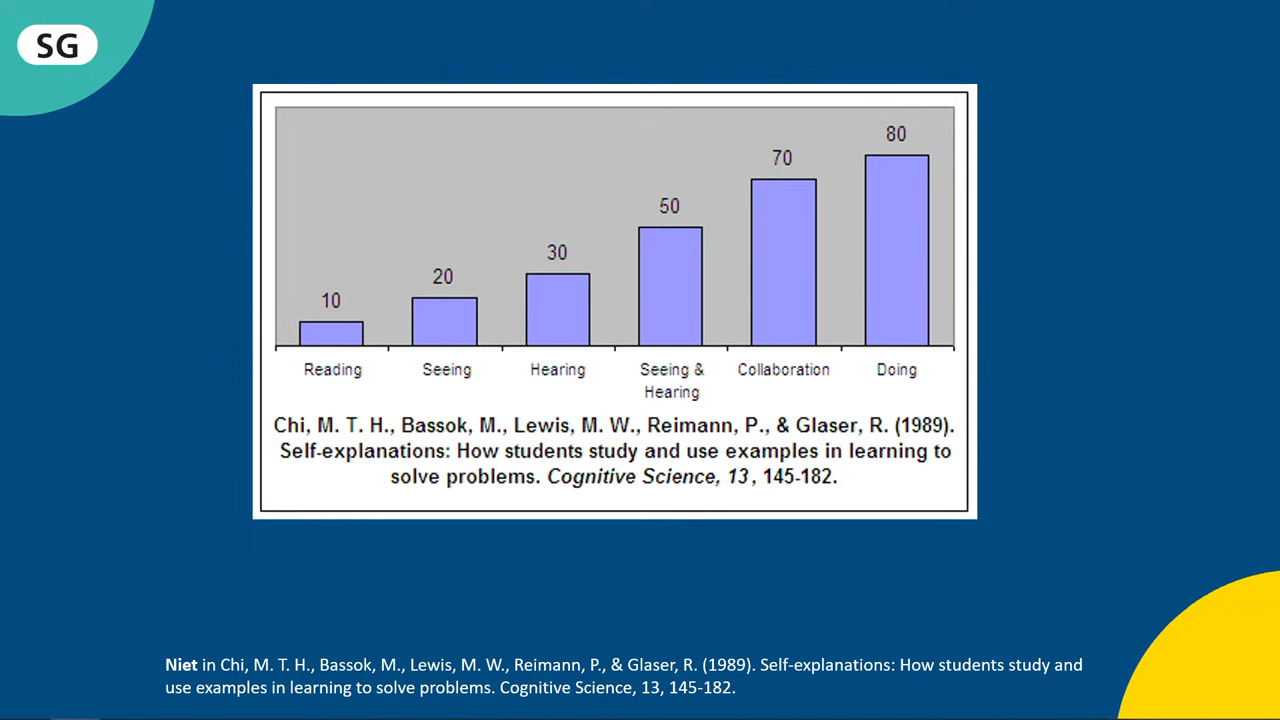 SG
80
70
50
30
20
10
Reading Seeing Hearing Seeing & Collaboration Doing
Hearing
Chi, M. T. H., Bassok, M., Lewis, M. W., Reimann, P., & Glaser, R. (1989).
Self-explanations: How students study and use examples in learning to
solve problems. Cognitive Science, 13, 145-182.
Niet in Chi, M. T. H., Bassok, M., Lewis, M. W., Reimann, P., & Glaser, R. (1989). Self-explanations: How students study and
use examples in learning to solve problems. Cognitive Science, 13, 145-182.